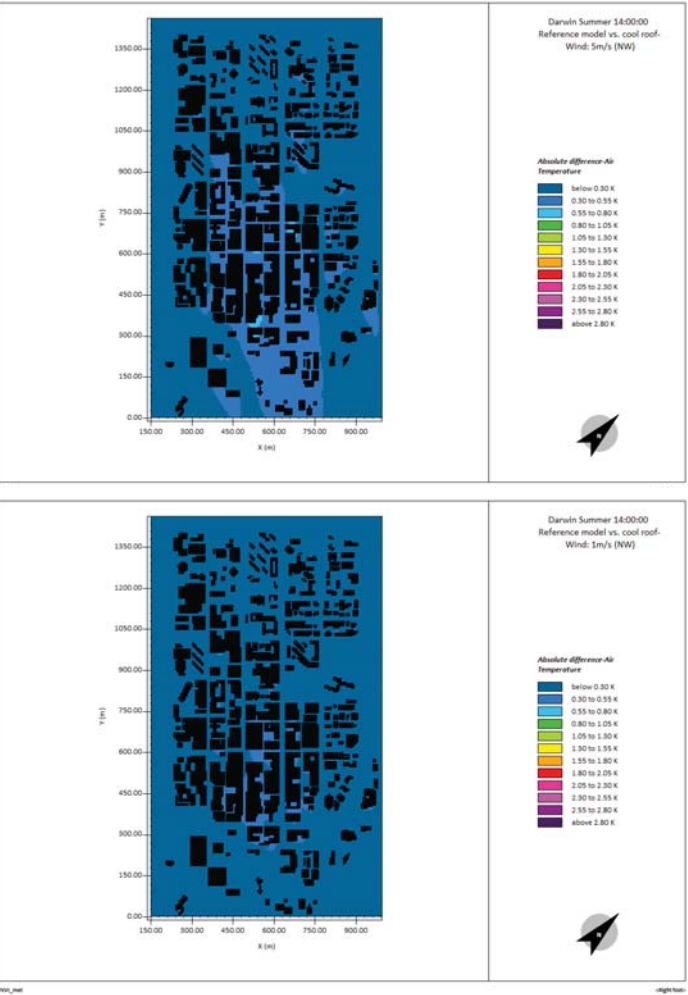 Darwin Summer 14:00:00
Reference model vs. cool roof-
Wind: 5m/s (NW)
Absolute difference-Air
Temperature
below 0.30 K
0.30 to 0.55 K
0.55 to 0.80 K
0.80 to 1.05 K
1.05 to 1.30 K
1.30 to 1.55 K
1.55 to 1.80 K
1.80 to 2.05 K
2.05 to 2.30 K
2.30 to 2.55 K
2.55 to 2.80 K
above 2.80 K
N
1350.00
1200.00
1050.00
900.00
750.00
600.00
450.00
300.00
150.00
0.00
Y (m)
150.00 300.00 450.00 600.00 750.00 900.00
X (m)
Darwin Summer 14:00:00
Reference model vs. cool roof-
Wind: 1m/s (NW)
Absolute difference-Air
Temperature
below 0.30 K
0.30 to 0.55 K
0.55 to 0.80 K
0.80 to 1.05 K
1.05 to 1.30 K
1.30 to 1.55 K
1.55 to 1.80 K
1.80 to 2.05 K
2.05 to 2.30 K
2.30 to 2.55 K
2.55 to 2.80 K
above 2.80 K
N
1350.00
1200.00
1050.00
900.00
750.00
600.00
450.00
300.00
150.00
0.00
Y (m)
150.00 300.00 450.00 600.00 750.00 900.00
X (m)